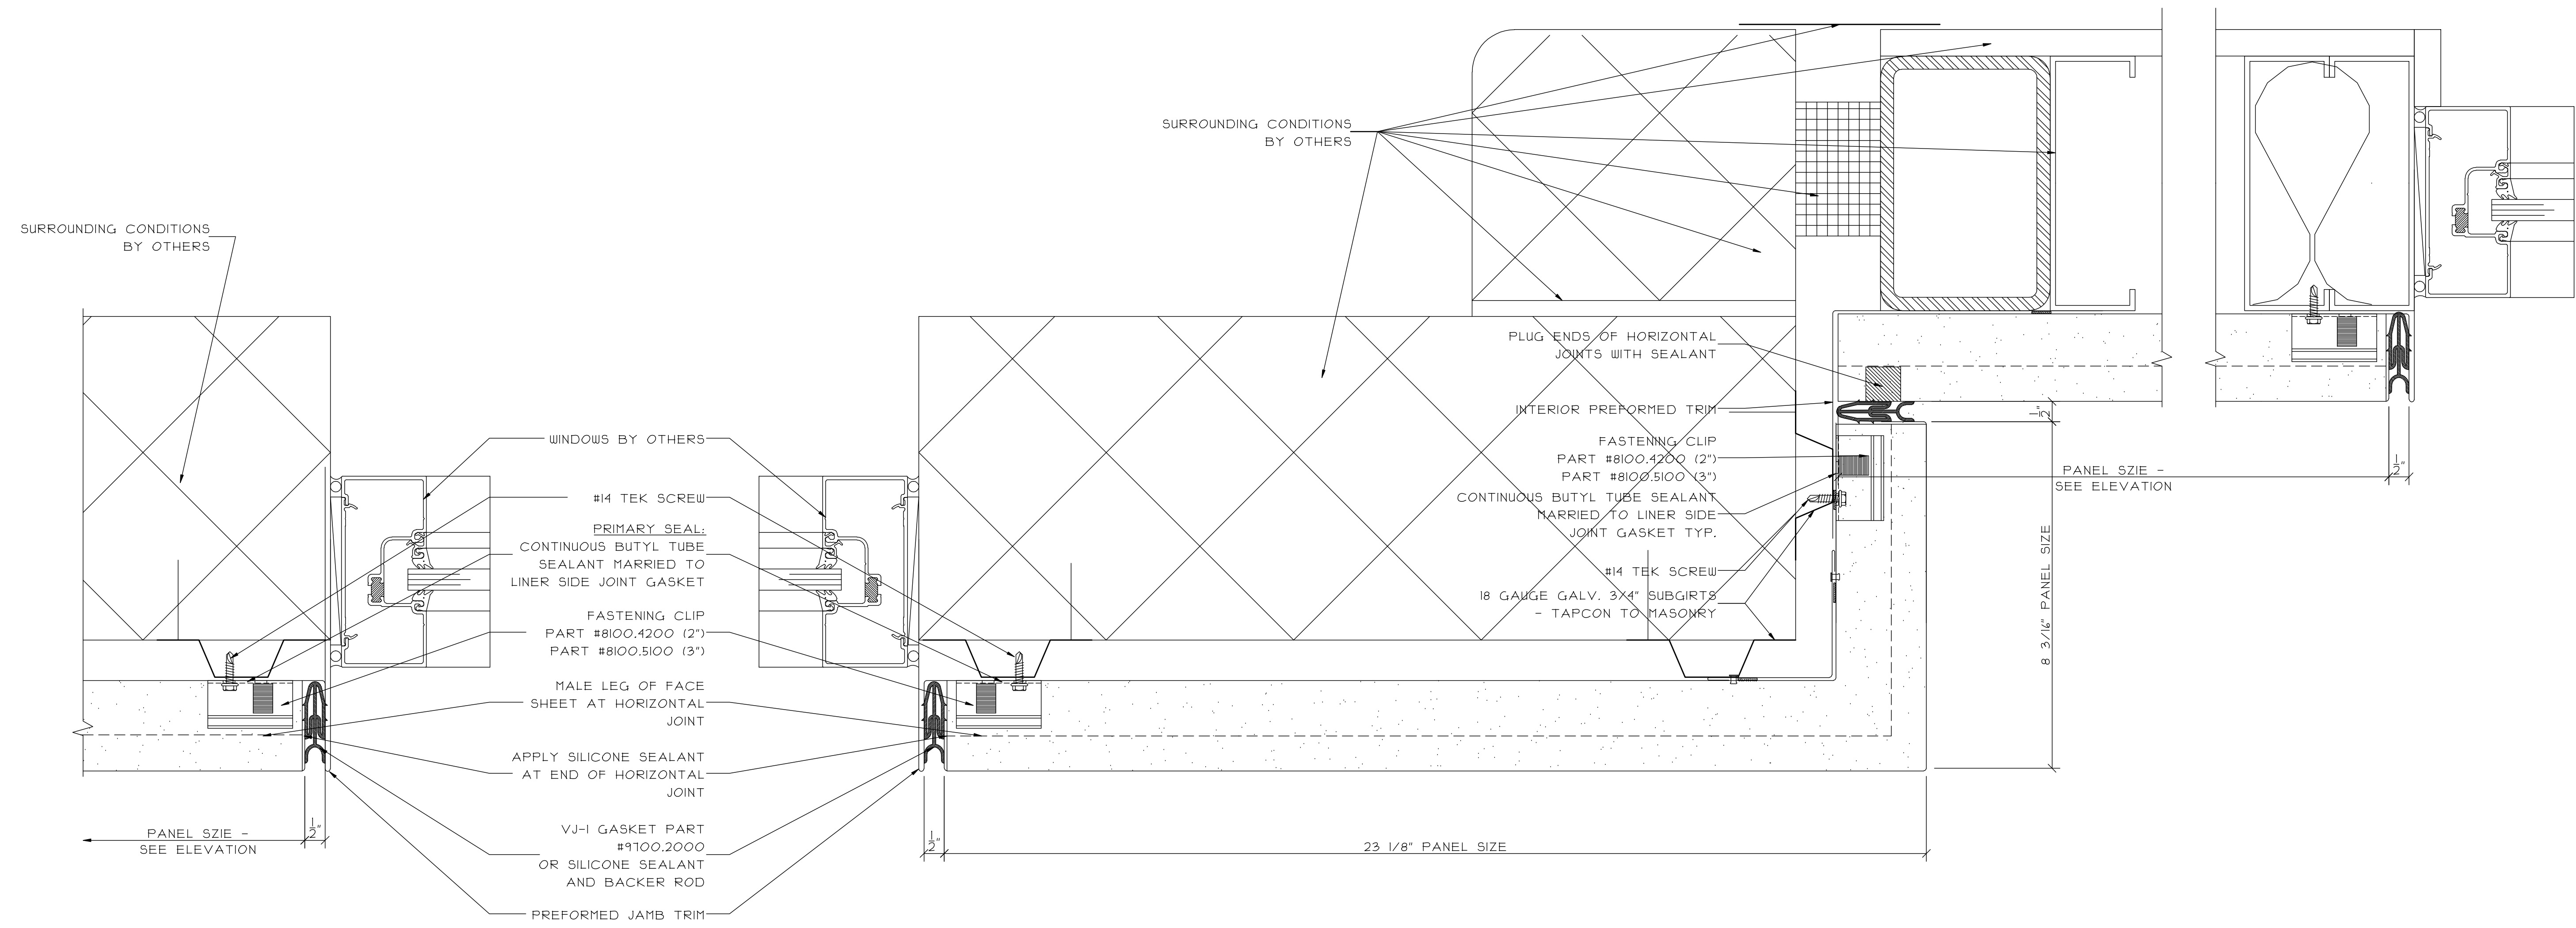 SURROUNDING CONDITIONS
BY OTHERS
SURROUNDING CONDITIONS
BY OTHERS
WINDOWS BY OTHERS
#14 TEK SCREW
PRIMARY SEAL:
CONTINUOUS BUTYL TUBE
SEALANT MARRIED TO
LINER SIDE JOINT GASKET
FASTENING CLIP
PART #8100.4200 (2")
PART #8100.5100 (3")
MALE LEG OF FACE
SHEET AT HORIZONTAL
JOINT
APPLY SILICONE SEALANT
AT END OF HORIZONTAL
JOINT
VJ-1 GASKET PART
#9700.2000
OR SILICONE SEALANT
AND BACKER ROD
PREFORMED JAMB TRIM
PANEL SZIE -
SEE ELEVATION
1/2"
1/2"
23 1/8" PANEL SIZE
PLUG ENDS OF HORIZONTAL
JOINTS WITH SEALANT
INTERIOR PREFORMED TRIM
FASTENING CLIP
PART #8100.4200 (2")
PART #8100.5100 (3")
CONTINUOUS BUTYL TUBE SEALANT
MARRIED TO LINER SIDE
JOINT GASKET TYP.
#14 TEK SCREW
18 GAUGE GALV. 3/4" SUBGIRTS
- TAPCON TO MASONRY
1/2"
8 3/16" PANEL SIZE
PANEL SZIE -
SEE ELEVATION
1/2"